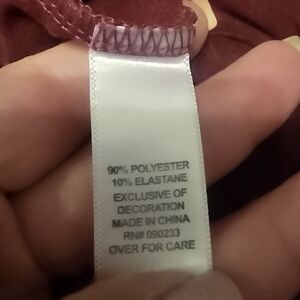 90% POLYESTER
10% ELASTANE
EXCLUSIVE OF
DECORATION
MADE IN CHINA
RN# 090233
OVER FOR CARE